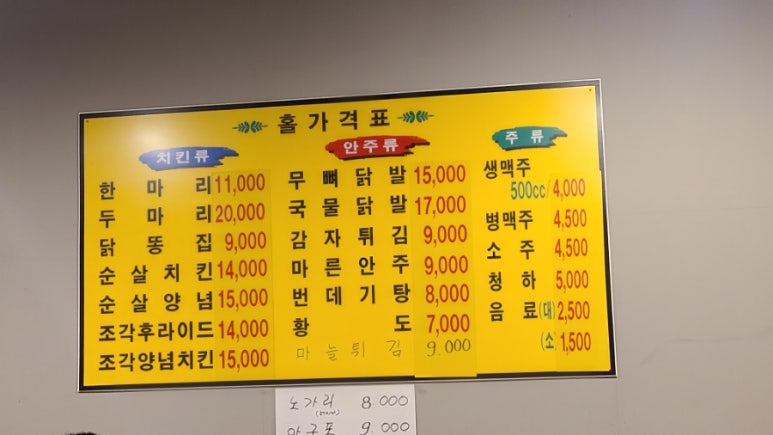 홀가격표
치킨류
한마리 11,000
두마리 20,000
닭똥집 9,000
순살치킨 14,000
순살양념 15,000
조각후라이드 14,000
조각양념치킨 15,000
안주류
무뼈닭발 15,000
국물닭발 17,000
감자튀김 9,000
마른안주 9,000
번데기탕 8,000
황도 7,000
마늘튀김 9.000
주류
생맥주
500cc/ 4,000
병맥주 4,500
소주 4,500
청하 5,000
음료(대) 2,500
(소) 1,500
노가리 8.000
아구포 9.000